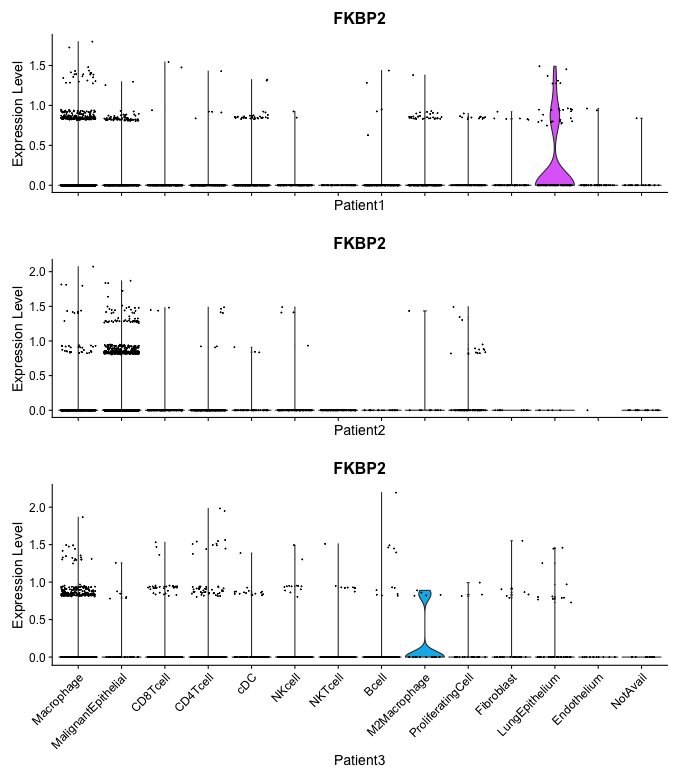 FKBP2
Expression Level
1.5
1.0
0.5
0.0
Patient1
FKBP2
Expression Level
2.0
1.5
1.0
0.5
0.0
Patient2
FKBP2
Expression Level
2.0
1.5
1.0
0.5
0.0
Macrophage
MalignantEpithelial
CD8Tcell
CD4Tcell
cDC
NKcell
NKTcell
Bcell
M2Macrophage
ProliferatingCell
Fibroblast
LungEpithelium
Endothelium
NotAvail
Patient3